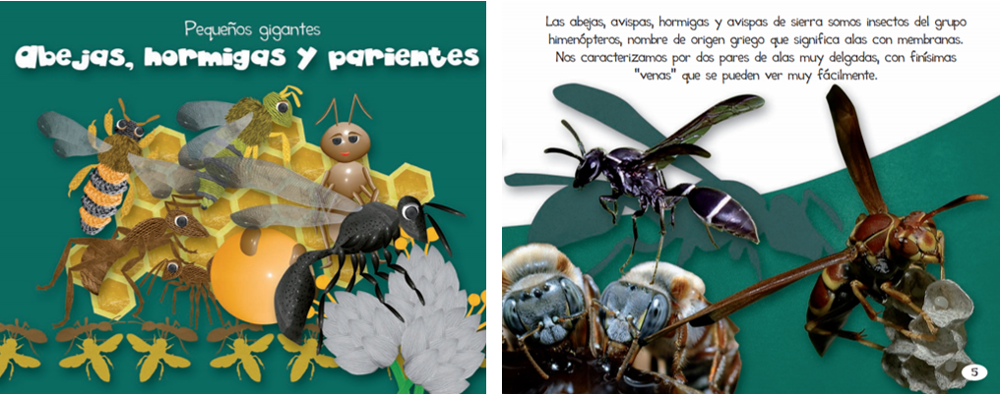 Pequeños gigantes
abejas, hormigas y parientes
Las abejas, avispas, hormigas y avispas de sierra somos insectos del grupo
himenópteros, nombre de origen griego que significa alas con membranas.
Nos caracterizamos por dos pares de alas muy delgadas, con finísimas
"venas" que se pueden ver muy fácilmente.
5